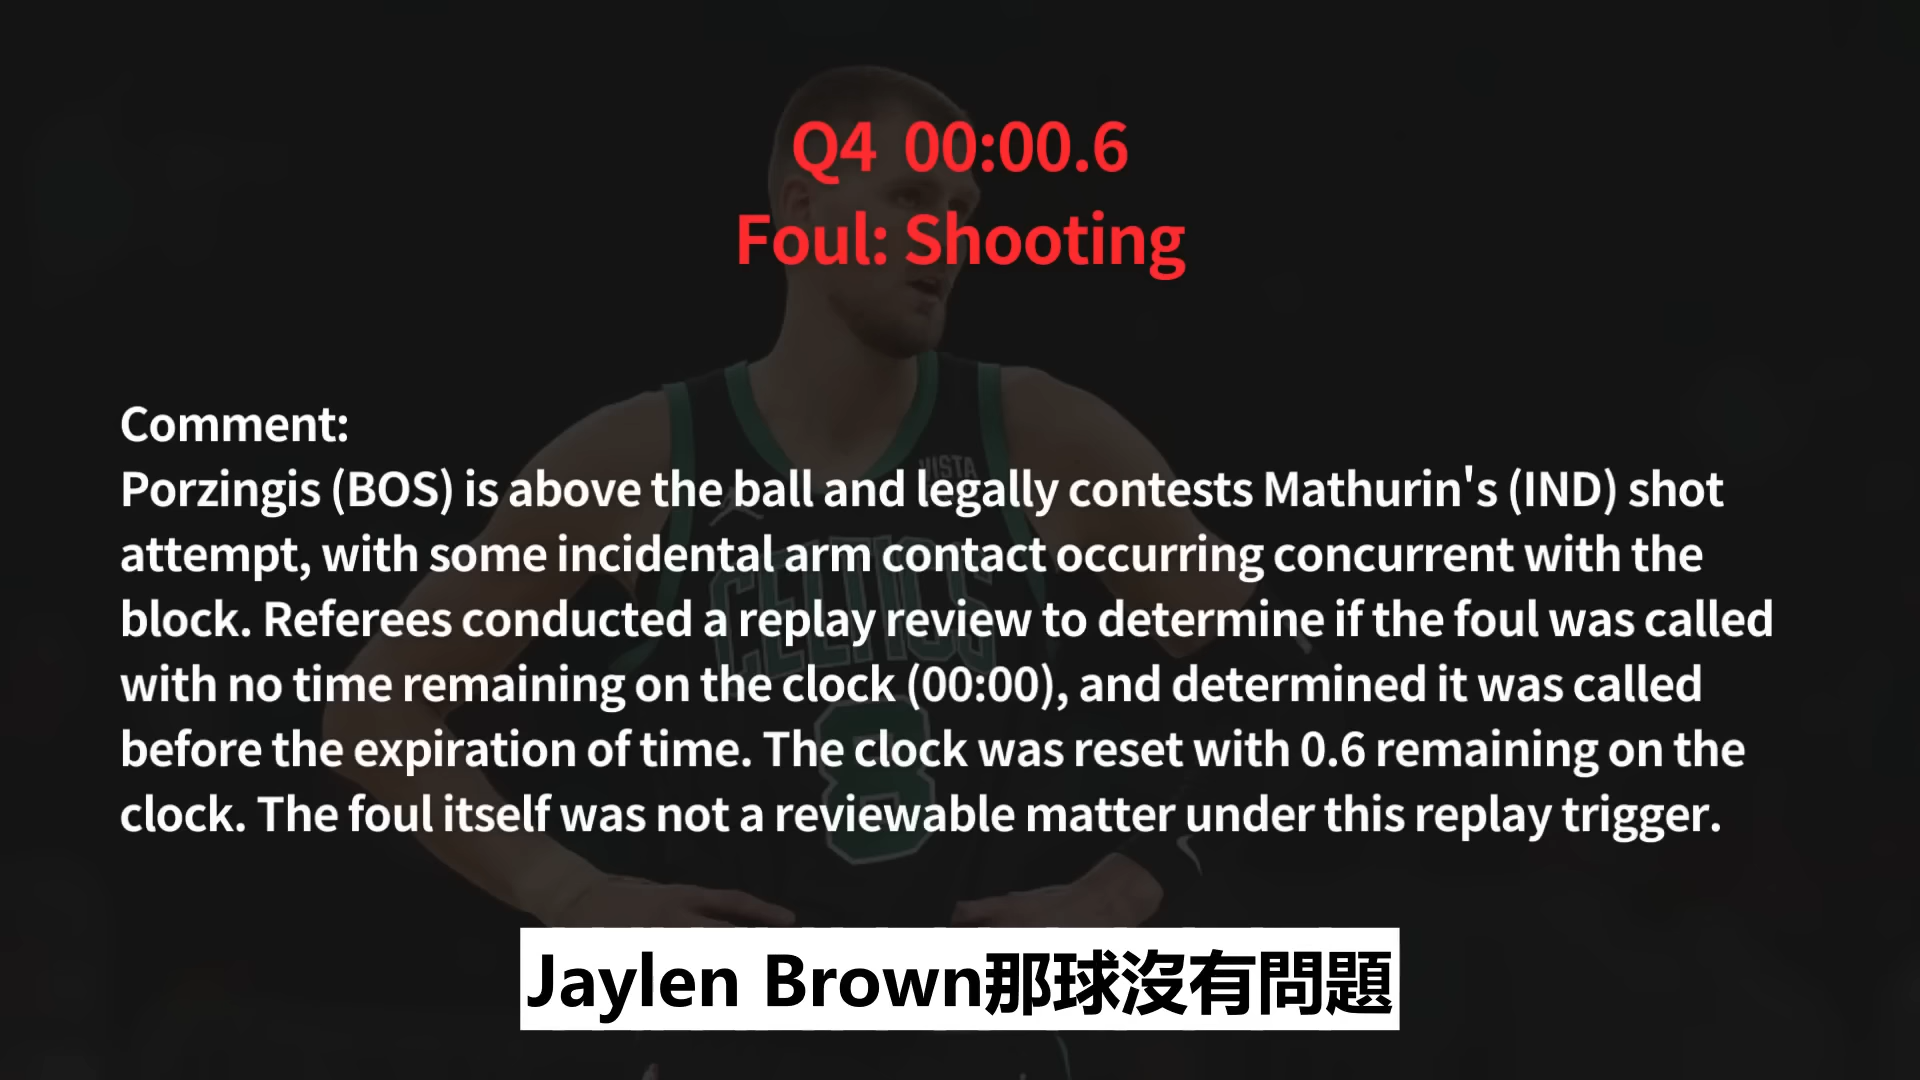 Q4 00:00.6
Foul: Shooting
Comment:
Porzingis (BOS) is above the ball and legally contests Mathurin's (IND) shot
attempt, with some incidental arm contact occurring concurrent with the
block. Referees conducted a replay review to determine if the foul was called
with no time remaining on the clock (00:00), and determined it was called
before the expiration of time. The clock was reset with 0.6 remaining on the
clock. The foul itself was not a reviewable matter under this replay trigger.
VISTA
CELTICS
8
Jaylen Brown那球沒有問題